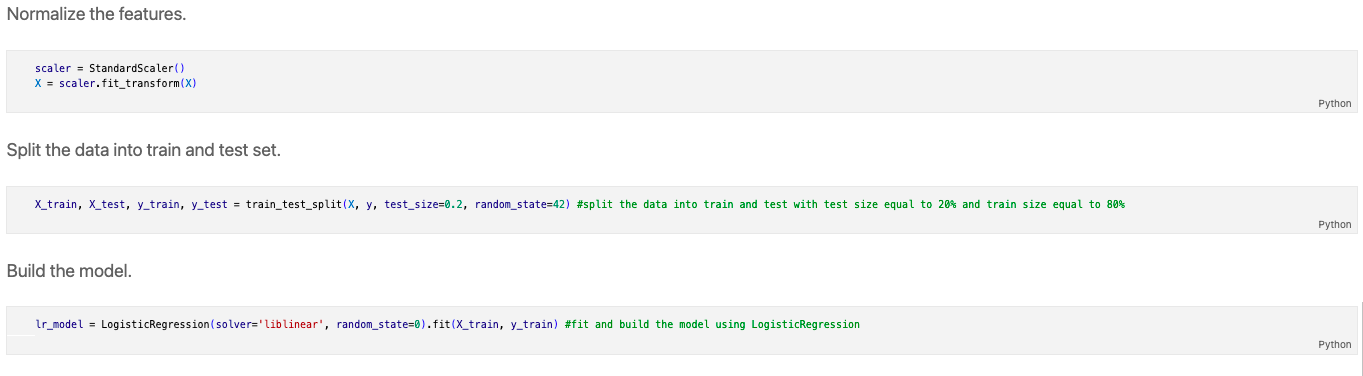 Normalize the features.
scaler = StandardScaler()
X = scaler.fit_transform(X)
Python
Split the data into train and test set.
X_train, X_test, y_train, y_test = train_test_split(X, y, test_size=0.2, random_state=42) #split the data into train and test with test size equal to 20% and train size equal to 80%
Python
Build the model.
lr_model = LogisticRegression(solver='liblinear', random_state=0).fit(X_train, y_train) #fit and build the model using LogisticRegression
Python